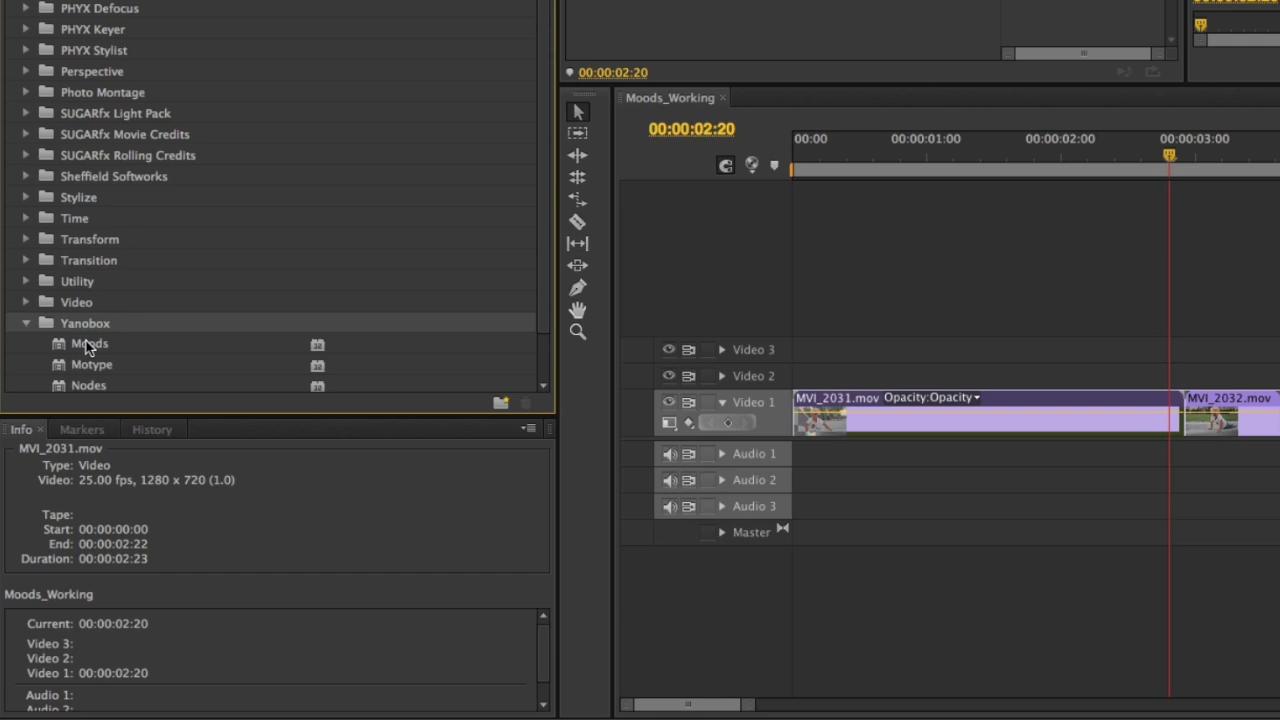 PHYX Defocus
PHYX Keyer
PHYX Stylist
Perspective
Photo Montage
SUGARfx Light Pack
SUGARfx Movie Credits
SUGARfx Rolling Credits
Sheffield Softworks
Stylize
Time
Transform
Transition
Utility
Video
Yanobox
Moods
Motype
Nodes
Info × Markers History
MVI_2031.mov
Type: Video
Video: 25.00 fps, 1280 x 720 (1.0)
Tape:
Start: 00:00:00:00
End: 00:00:02:22
Duration: 00:00:02:23
Moods_Working
Current: 00:00:02:20
Video 3:
Video 2:
Video 1: 00:00:02:20
Audio 1:
Audio 2:
00:00:02:20
Moods_Working ×
00:00:02:20
00:00 00:00:01:00 00:00:02:00 00:00:03:00
Video 3
Video 2
Video 1
MVI_2031.mov Opacity:Opacity
MVI_2032.mov
Audio 1
Audio 2
Audio 3
Master